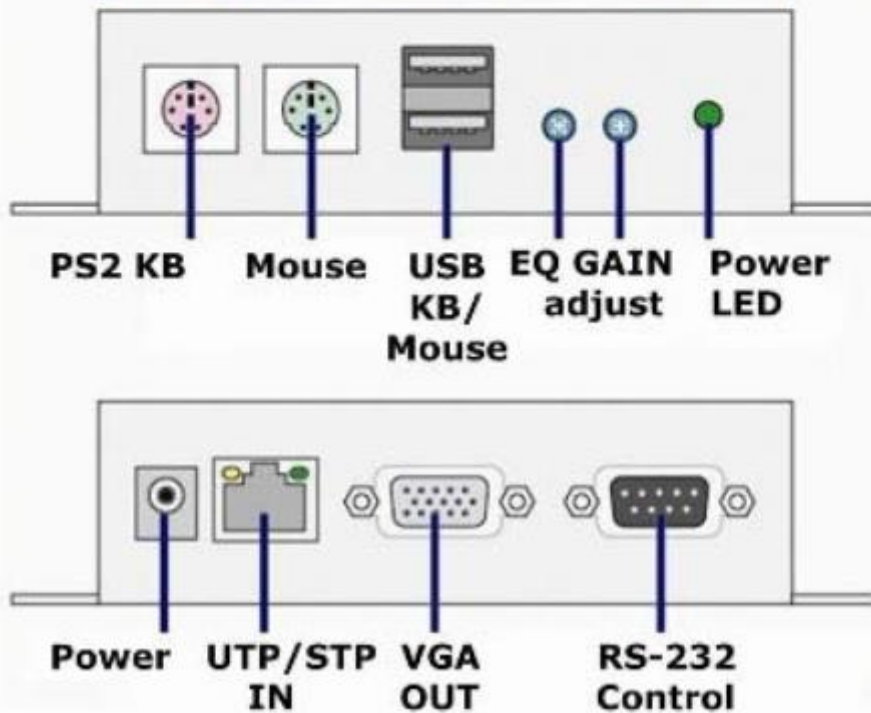 PS2 KB Mouse USB EQ GAIN Power
KB/ adjust LED
Mouse
Power UTP/STP VGA RS-232
IN OUT Control